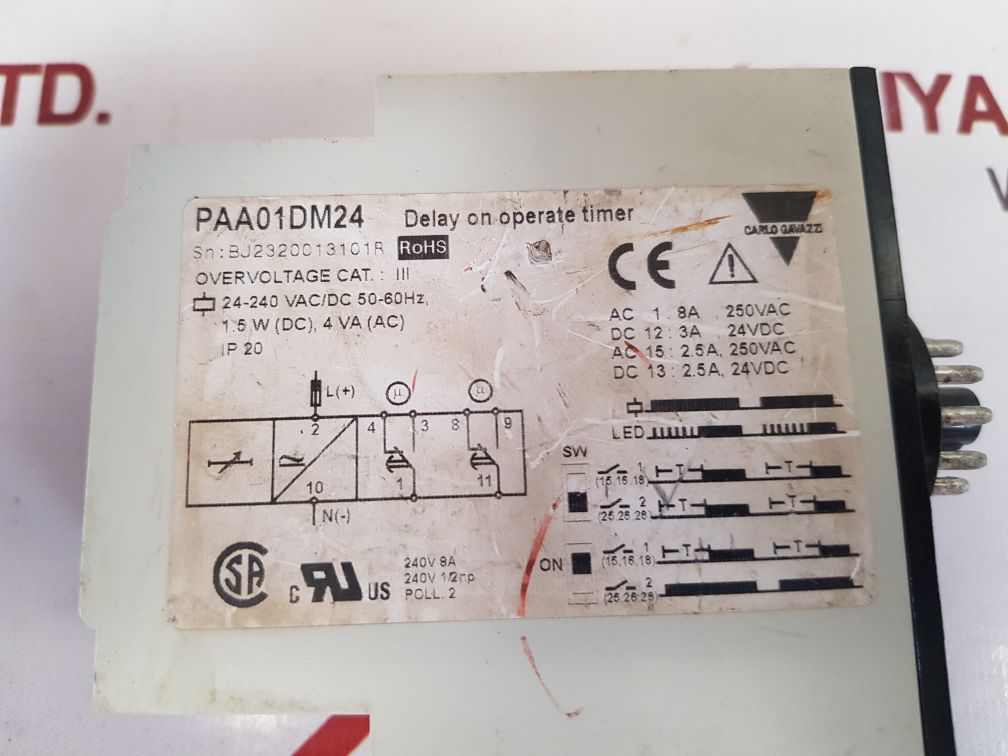 TD.
IYA
PAA01DM24 Delay on operate timer
Sn:BJ2320013101R RoHS
CARLO GAVAZZI
OVERVOLTAGE CAT. : III
CE
24-240 VAC/DC 50-60Hz,
1.5 W (DC), 4 VA (AC)
IP 20
AC 1 : 8A , 250VAC
DC 12 : 3A , 24VDC
AC 15 : 2.5A, 250VAC
DC 13 : 2.5A, 24VDC
L(+)
μ μ
2 4 3 8 9
10 1 11
N(-)
LED
SW
1 T T
(15,16,18)
2 T T
(25,26,28)
ON
1 T T
(15,16,18)
2
(25,26,28)
CSA
C RU US
240V 8A
240V 1/2hp
POLL. 2